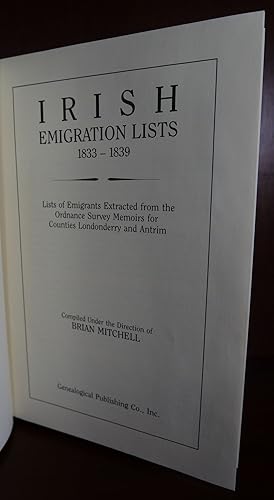 IRISH
EMIGRATION LISTS
1833 – 1839
Lists of Emigrants Extracted from the
Ordnance Survey Memoirs for
Counties Londonderry and Antrim
Compiled Under the Direction of
BRIAN MITCHELL
Genealogical Publishing Co., Inc.